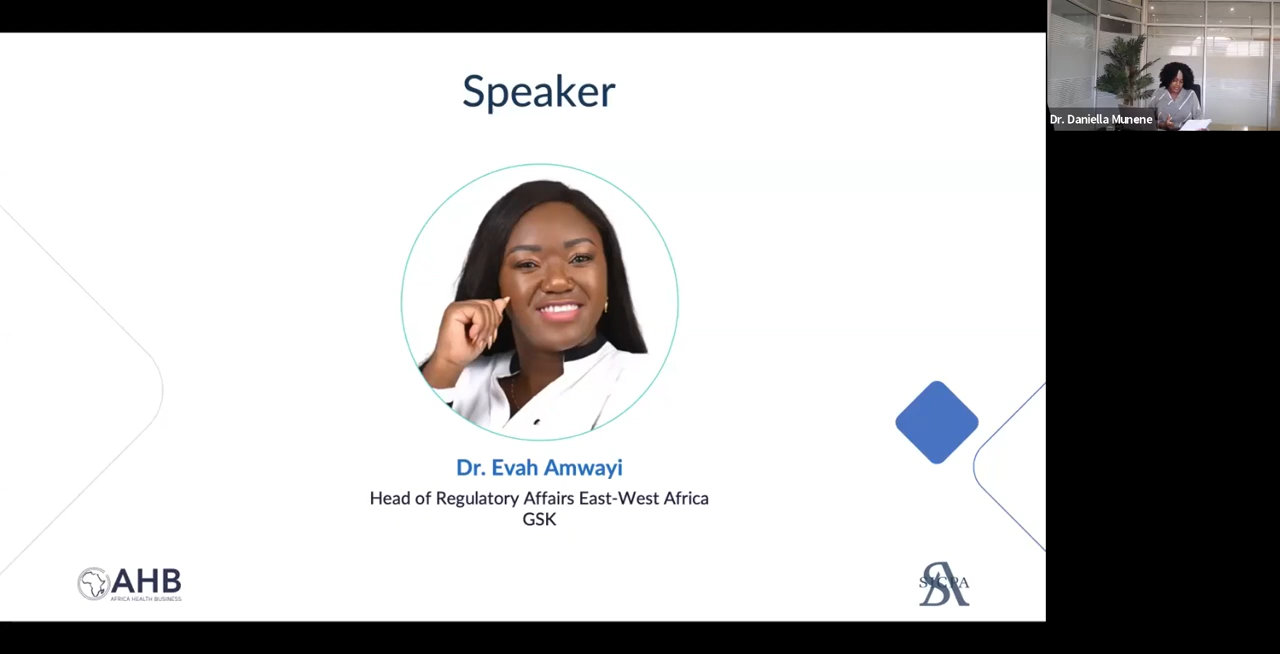 Speaker
Dr. Daniella Munene
Dr. Evah Amwayi
Head of Regulatory Affairs East-West Africa
GSK
AHB
AFRICA HEALTH BUSINESS
SICPA